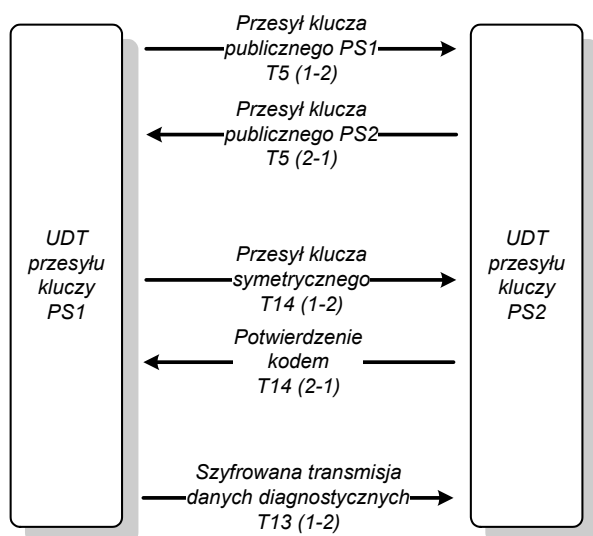 Przesył klucza
publicznego PS1
T5 (1-2)
Przesył klucza
publicznego PS2
T5 (2-1)
UDT
przesyłu
kluczy
PS1
Przesył klucza
symetrycznego
T14 (1-2)
UDT
przesyłu
kluczy
PS2
Potwierdzenie
kodem
T14 (2-1)
Szyfrowana transmisja
danych diagnostycznych
T13 (1-2)